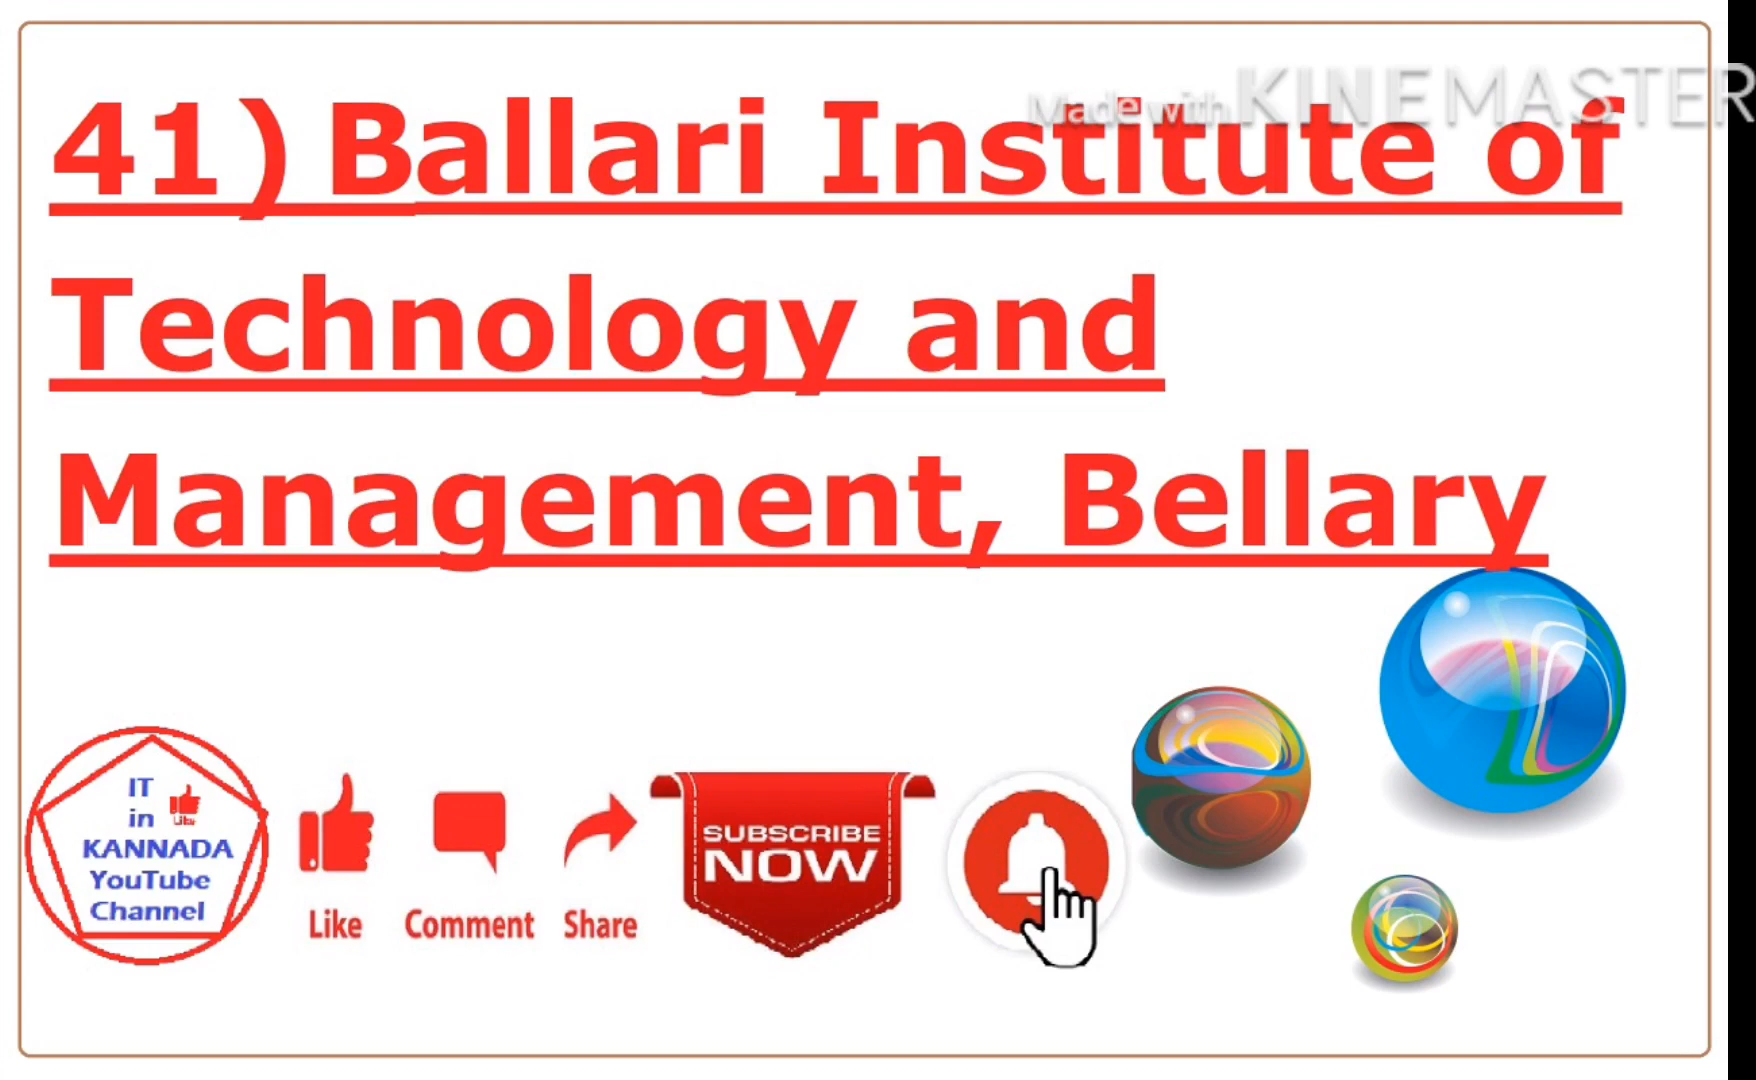 Made with KINEMASTER
41) Ballari Institute of
Technology and
Management, Bellary
IT
in
Like
KANNADA
YouTube
Channel
Like
Comment
Share
SUBSCRIBE
NOW